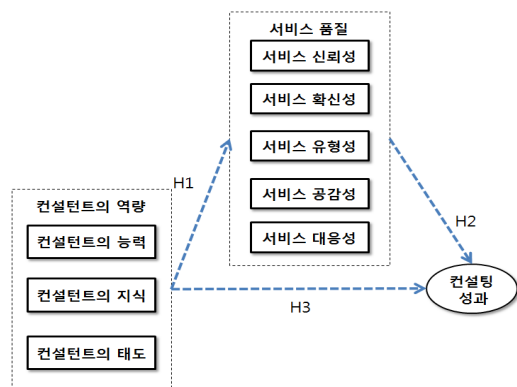 서비스 품질
서비스 신뢰성
서비스 확신성
서비스 유형성
서비스 공감성
서비스 대응성
H1
컨설턴트의 역량
컨설턴트의 능력
컨설턴트의 지식
컨설턴트의 태도
H2
H3
컨설팅
성과